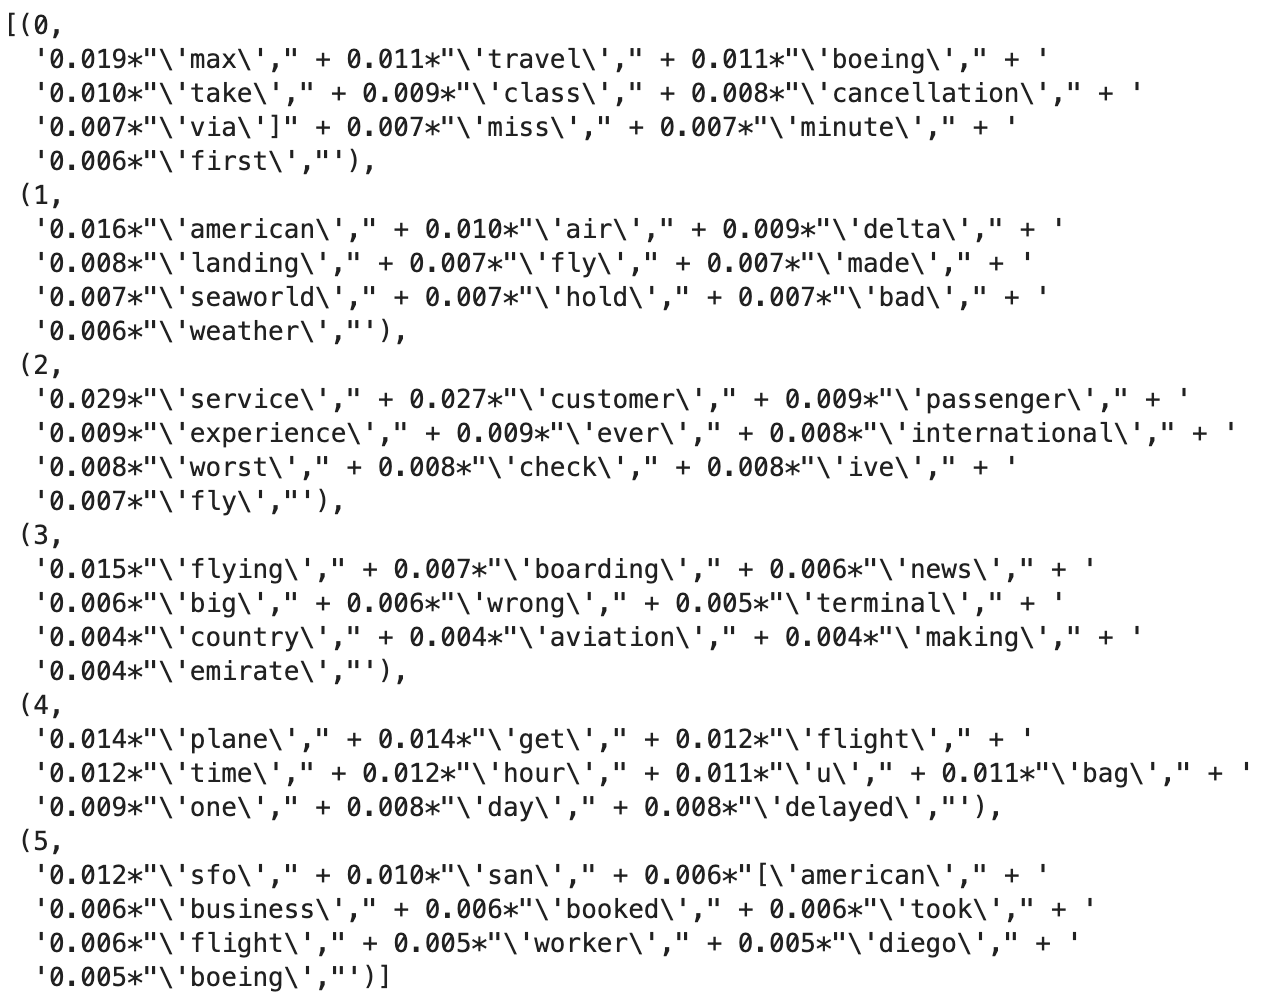 [(0,
  '0.019*"\'max\'," + 0.011*"\'travel\'," + 0.011*"\'boeing\'," + '
  '0.010*"\'take\'," + 0.009*"\'class\'," + 0.008*"\'cancellation\'," + '
  '0.007*"\'via\']" + 0.007*"\'miss\'," + 0.007*"\'minute\'," + '
  '0.006*"\'first\',"'),
 (1,
  '0.016*"\'american\'," + 0.010*"\'air\'," + 0.009*"\'delta\'," + '
  '0.008*"\'landing\'," + 0.007*"\'fly\'," + 0.007*"\'made\'," + '
  '0.007*"\'seaworld\'," + 0.007*"\'hold\'," + 0.007*"\'bad\'," + '
  '0.006*"\'weather\',"'),
 (2,
  '0.029*"\'service\'," + 0.027*"\'customer\'," + 0.009*"\'passenger\'," + '
  '0.009*"\'experience\'," + 0.009*"\'ever\'," + 0.008*"\'international\'," + '
  '0.008*"\'worst\'," + 0.008*"\'check\'," + 0.008*"\'ive\'," + '
  '0.007*"\'fly\',"'),
 (3,
  '0.015*"\'flying\'," + 0.007*"\'boarding\'," + 0.006*"\'news\'," + '
  '0.006*"\'big\'," + 0.006*"\'wrong\'," + 0.005*"\'terminal\'," + '
  '0.004*"\'country\'," + 0.004*"\'aviation\'," + 0.004*"\'making\'," + '
  '0.004*"\'emirate\',"'),
 (4,
  '0.014*"\'plane\'," + 0.014*"\'get\'," + 0.012*"\'flight\'," + '
  '0.012*"\'time\'," + 0.012*"\'hour\'," + 0.011*"\'u\'," + 0.011*"\'bag\'," + '
  '0.009*"\'one\'," + 0.008*"\'day\'," + 0.008*"\'delayed\',"'),
 (5,
  '0.012*"\'sfo\'," + 0.010*"\'san\'," + 0.006*"[\'american\'," + '
  '0.006*"\'business\'," + 0.006*"\'booked\'," + 0.006*"\'took\'," + '
  '0.006*"\'flight\'," + 0.005*"\'worker\'," + 0.005*"\'diego\'," + '
  '0.005*"\'boeing\',"')]